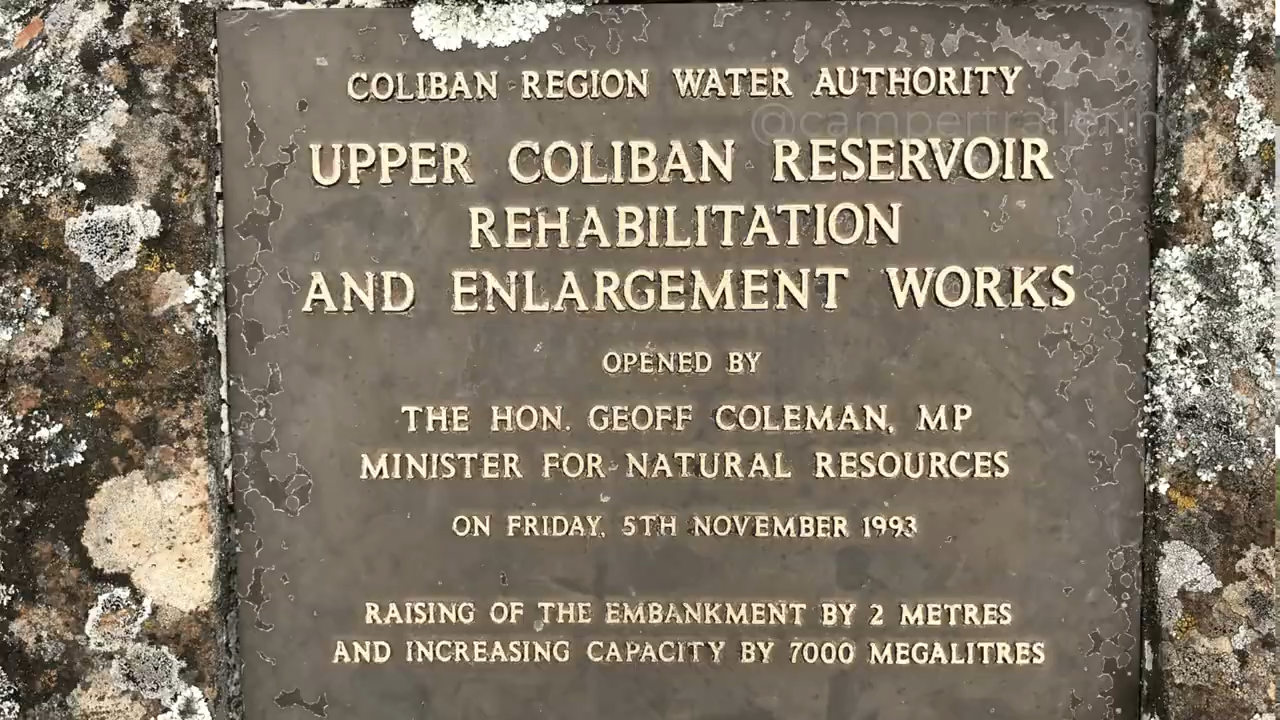 COLIBAN REGION WATER AUTHORITY
@campertrailering
UPPER COLIBAN RESERVOIR
REHABILITATION
AND ENLARGEMENT WORKS
OPENED BY
THE HON. GEOFF COLEMAN, MP
MINISTER FOR NATURAL RESOURCES
ON FRIDAY, 5TH NOVEMBER 1993
RAISING OF THE EMBANKMENT BY 2 METRES
AND INCREASING CAPACITY BY 7000 MEGALITRES